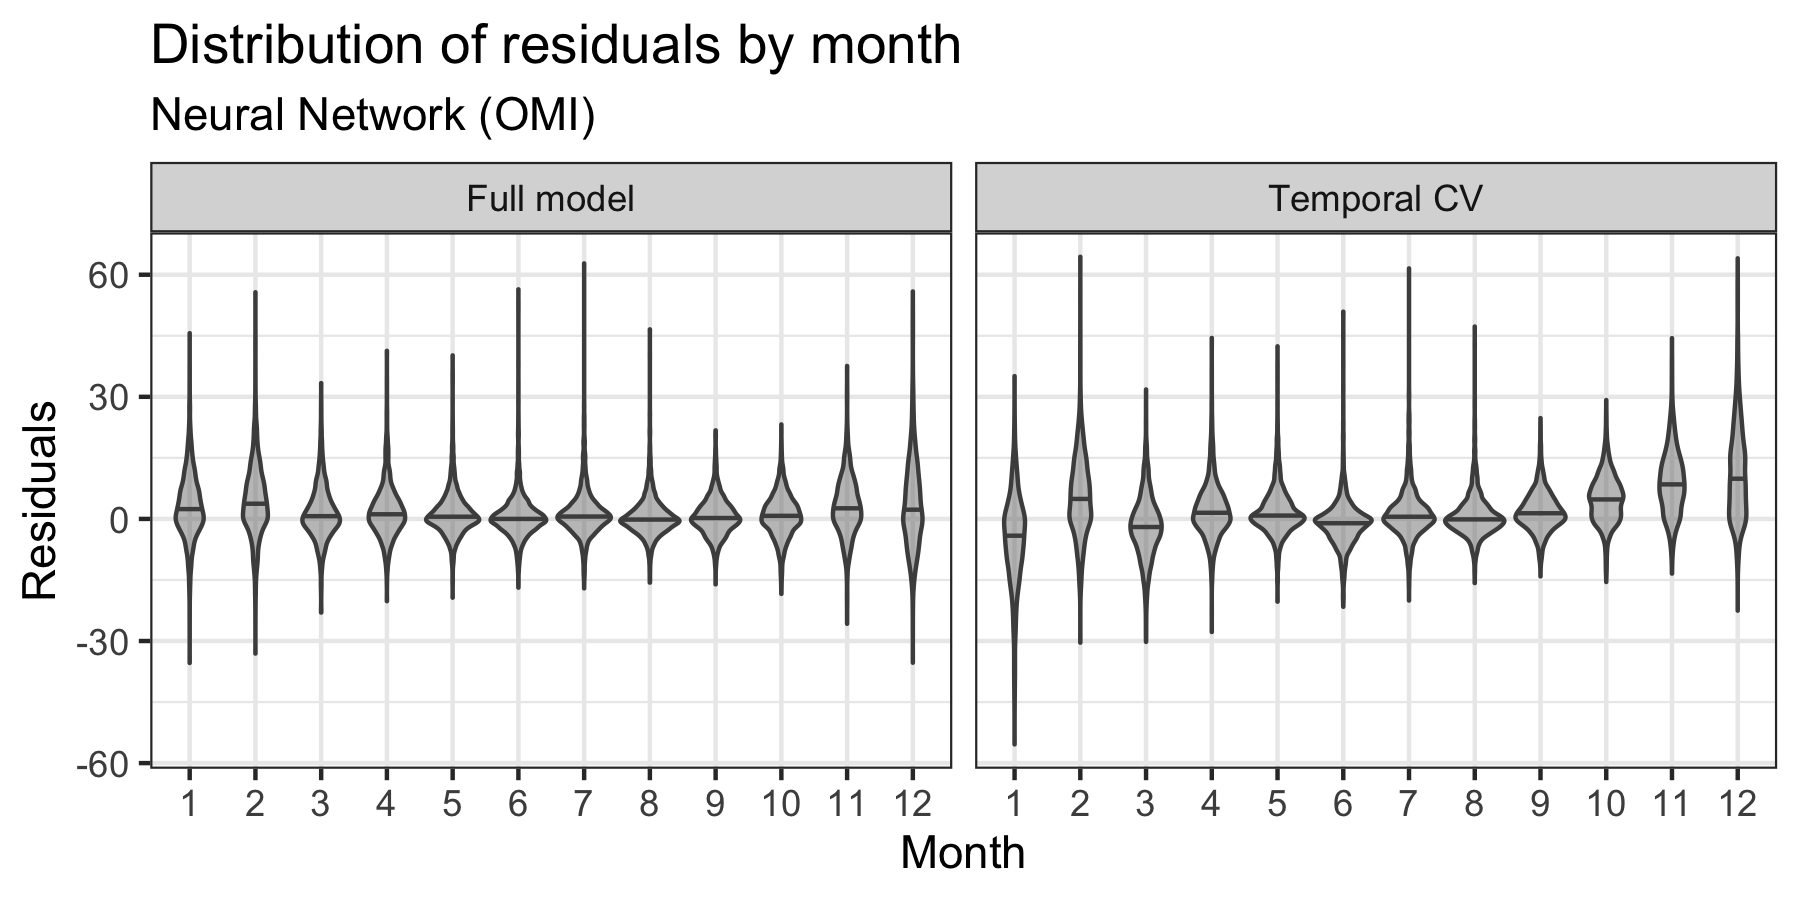 Distribution of residuals by month
Neural Network (OMI)
Full model
Temporal CV
Residuals
60
30
0
-30
-60
1 2 3 4 5 6 7 8 9 10 11 12
1 2 3 4 5 6 7 8 9 10 11 12
Month